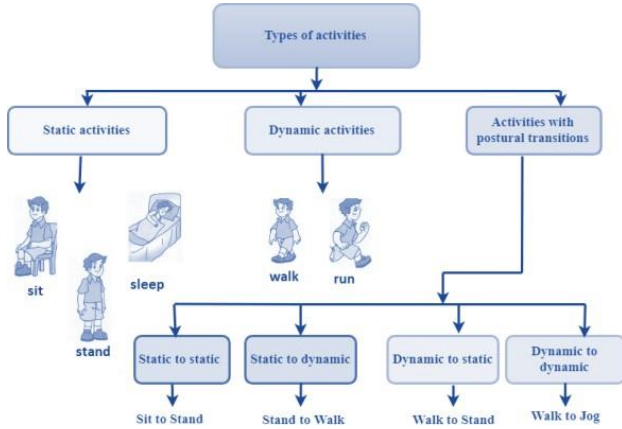 Types of activities
Static activities
Dynamic activities
Activities with
postural transitions
sit
sleep
stand
walk
run
Static to static
Static to dynamic
Dynamic to static
Dynamic to
dynamic
Sit to Stand
Stand to Walk
Walk to Stand
Walk to Jog